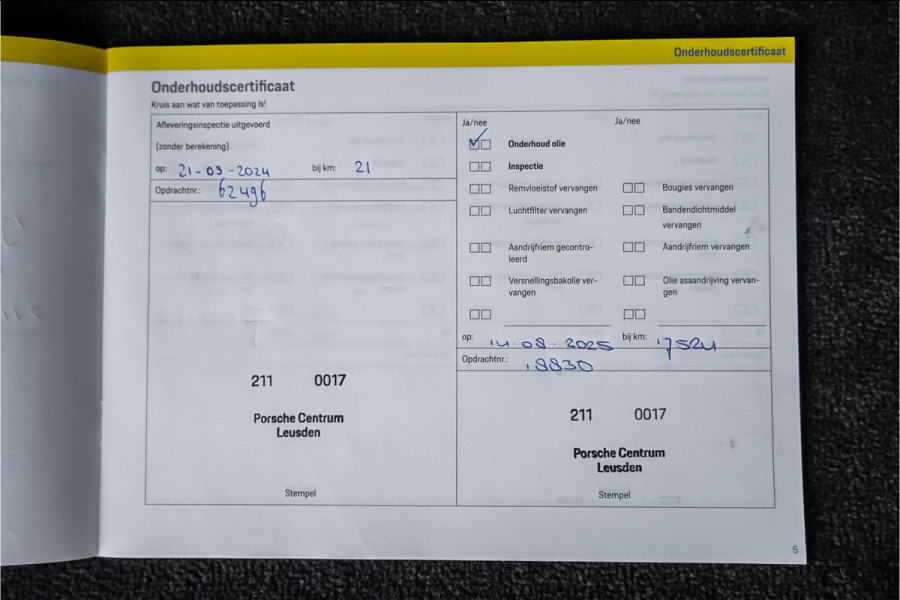 Onderhoudscertificaat
Onderhoudscertificaat
Kruis aan wat van toepassing is!
Afleveringsinspectie uitgevoerd
(zonder berekening)
op: 21-03-2024 bij km: 21
Opdrachtnr.: 62496
211 0017
Porsche Centrum
Leusden
Stempel
Ja/nee Ja/nee
Onderhoud olie
Inspectie
Remvloeistof vervangen Bougies vervangen
Luchtfilter vervangen Bandendichtmiddel
vervangen
Aandrijfriem gecontro- Aandrijfriem vervangen
leerd
Versnellingsbakolie ver- Olie asaandrijving vervan-
vangen gen
op: 14.08.2025 bij km: 17524
Opdrachtnr.: 18830
211 0017
Porsche Centrum
Leusden
Stempel
5